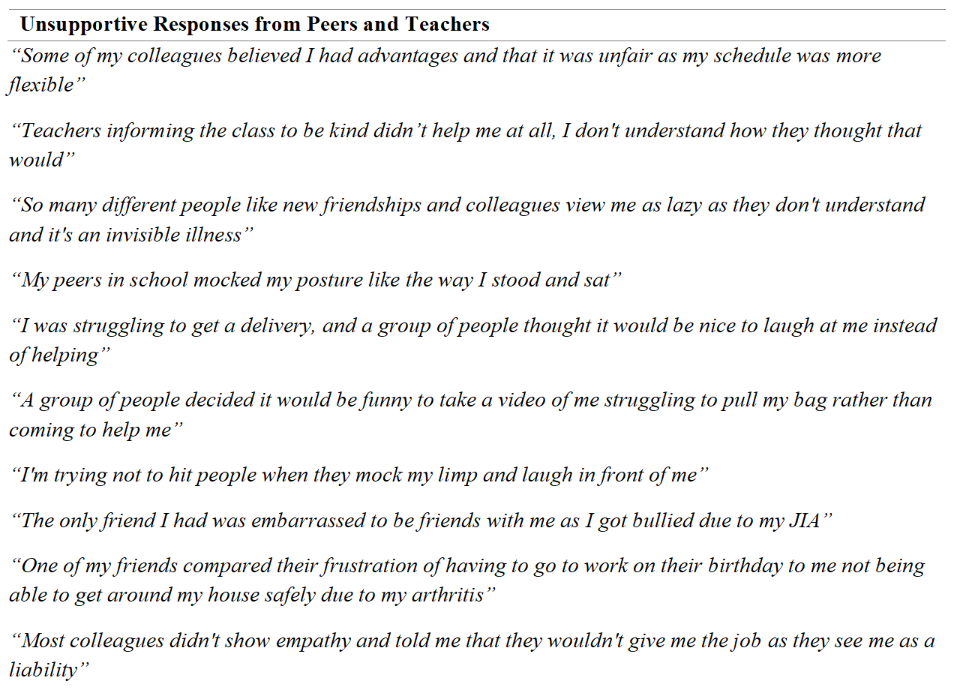 Unsupportive Responses from Peers and Teachers
“Some of my colleagues believed I had advantages and that it was unfair as my schedule was more
flexible”
“Teachers informing the class to be kind didn’t help me at all, I don't understand how they thought that
would”
“So many different people like new friendships and colleagues view me as lazy as they don't understand
and it's an invisible illness”
“My peers in school mocked my posture like the way I stood and sat”
“I was struggling to get a delivery, and a group of people thought it would be nice to laugh at me instead
of helping”
“A group of people decided it would be funny to take a video of me struggling to pull my bag rather than
coming to help me”
“I'm trying not to hit people when they mock my limp and laugh in front of me”
“The only friend I had was embarrassed to be friends with me as I got bullied due to my JIA”
“One of my friends compared their frustration of having to go to work on their birthday to me not being
able to get around my house safely due to my arthritis”
“Most colleagues didn't show empathy and told me that they wouldn't give me the job as they see me as a
liability”